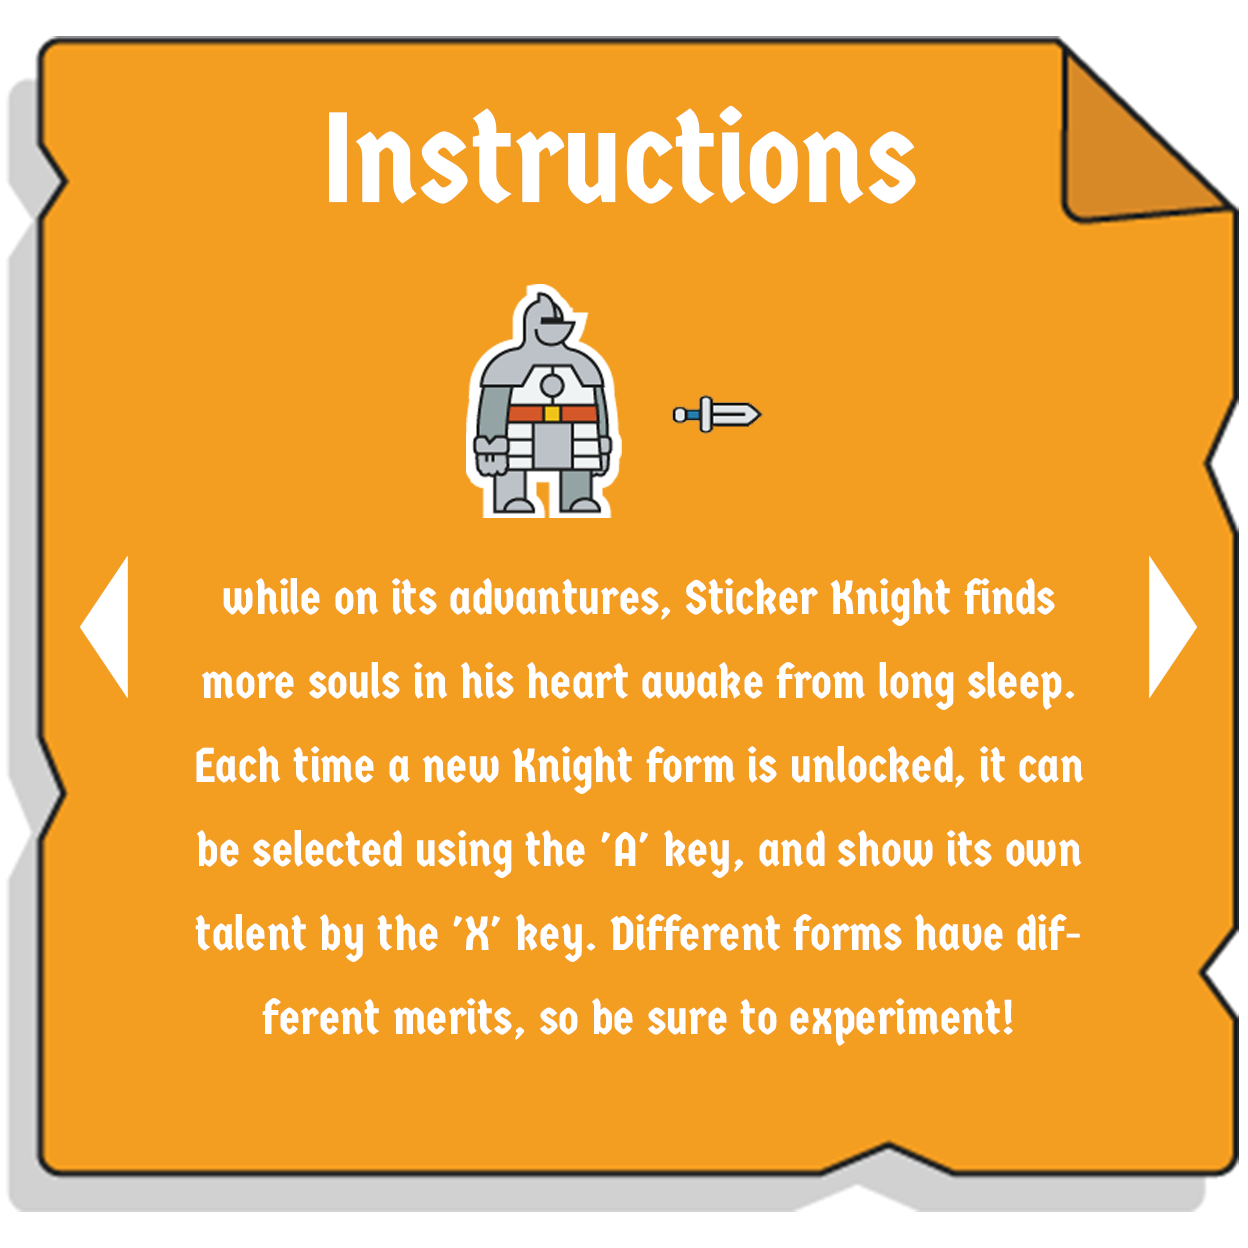 Instructions
while on its advantures, Sticker Knight finds
more souls in his heart awake from long sleep.
Each time a new Knight form is unlocked, it can
be selected using the 'A' key, and show its own
talent by the 'X' key. Different forms have dif-
ferent merits, so be sure to experiment!